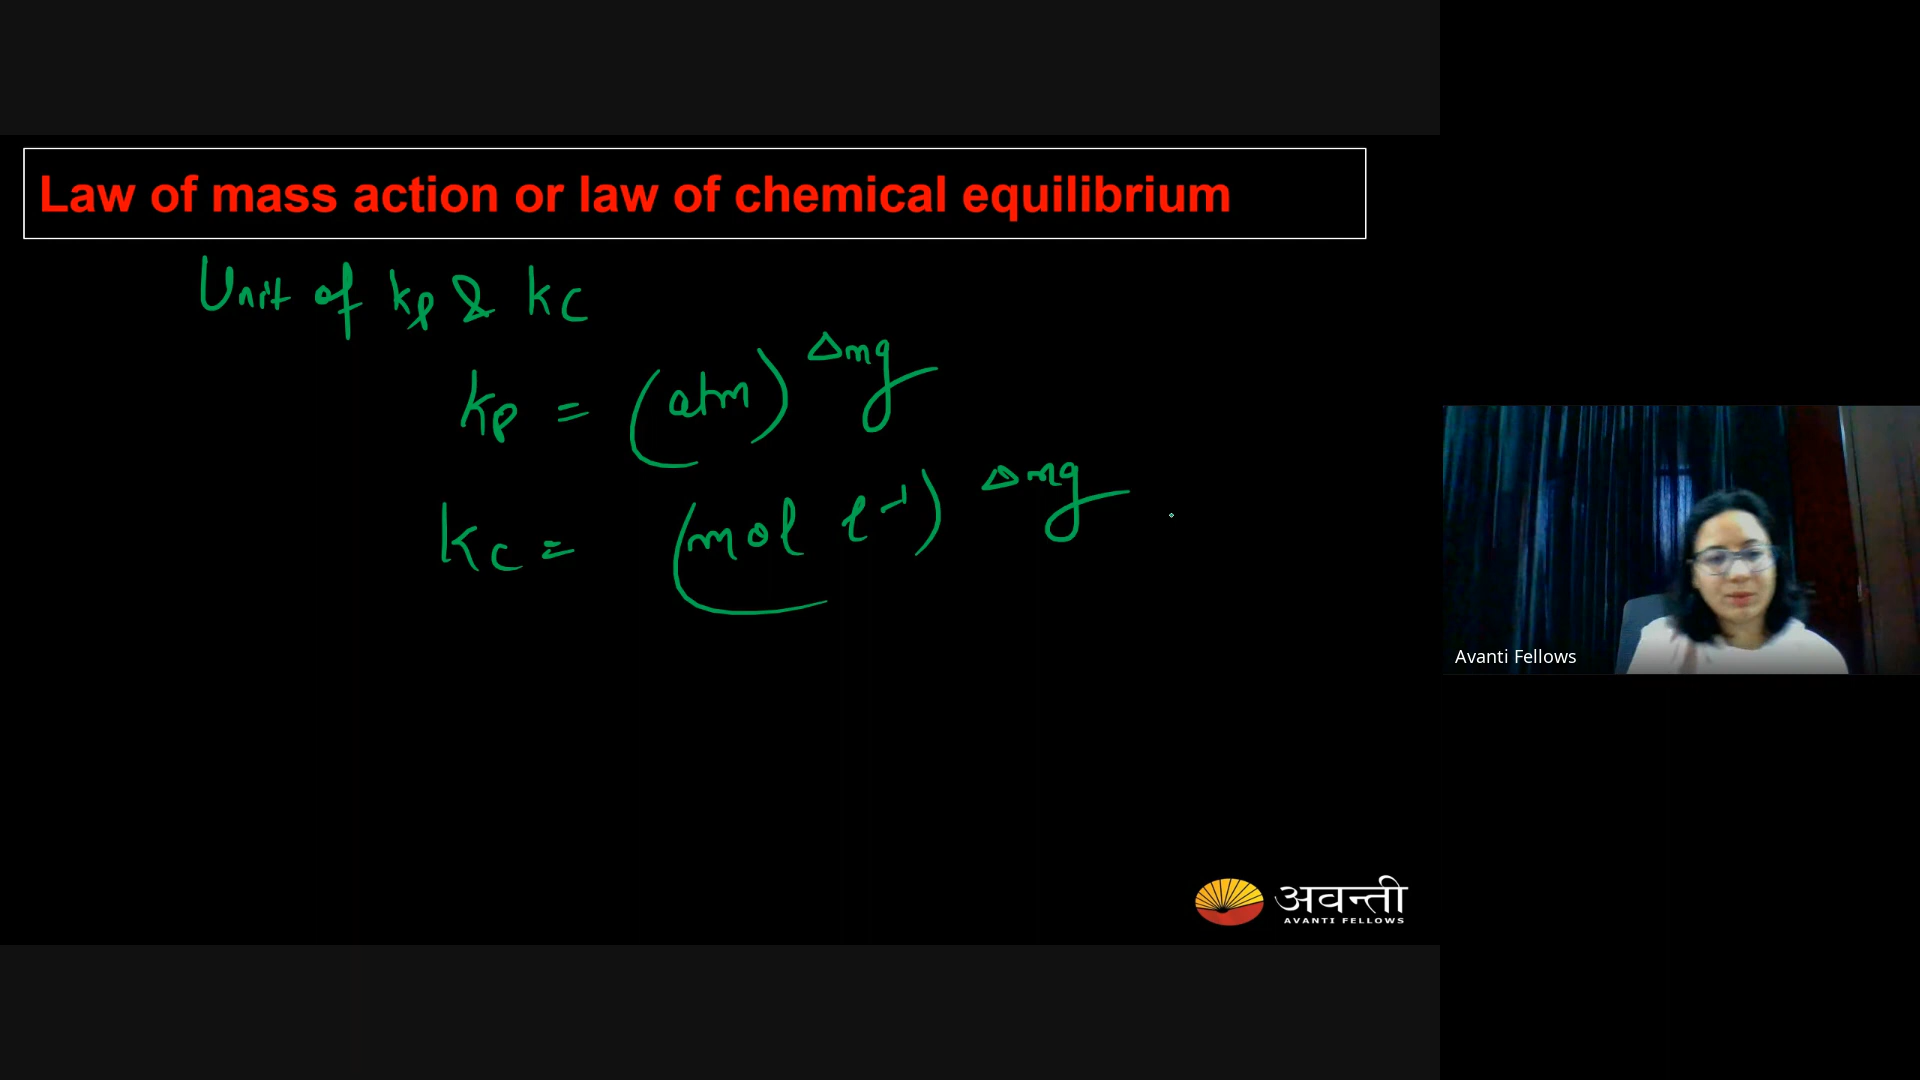 Law of mass action or law of chemical equilibrium
Unit of kp & kc
kp = (atm)^Δng
kc = (mol l⁻¹)^Δng
Avanti Fellows
अवन्ती
AVANTI FELLOWS